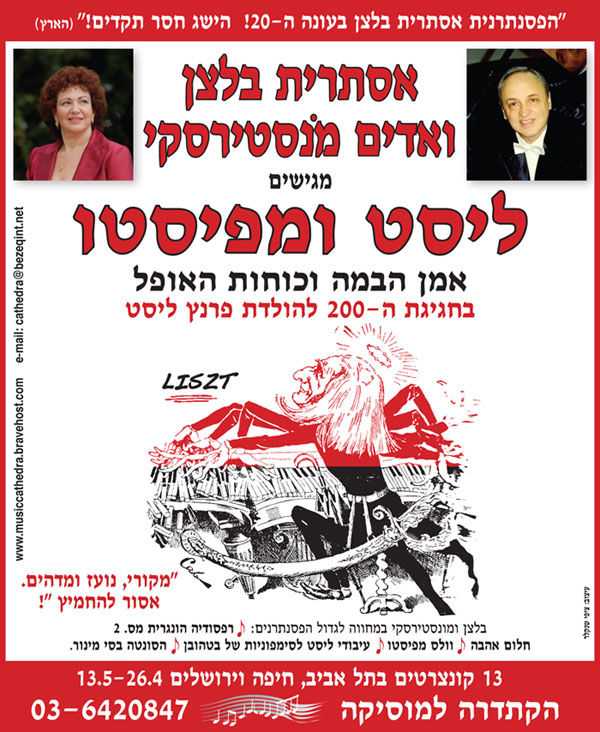 "הפסנתרנית אסתרית בלצן בעונה ה-20! הישג חסר תקדים!" (הארץ)
אסתרית בלצן
ואדים מונסטירסקי
מגישים
ליסט ומפיסטו
אמן הבמה וכוחות האופל
בחגיגת ה-200 להולדת פרנץ ליסט
LISZT
www.musiccathedra.bravehost.com e-mail: cathedra@bezeqint.net
"מקורי, נועז ומדהים.
אסור להחמיץ!"
בלצן ומונסטירסקי במחווה לגדול הפסנתרנים: רפסודיה הונגרית מס. 2
חלום אהבה וולס מפיסטו עיבודי ליסט לסימפוניות של בטהובן הסונטה בסי מינור.
13 קונצרטים בתל אביב, חיפה וירושלים 13.5-26.4
הקתדרה למוסיקה 03-6420847